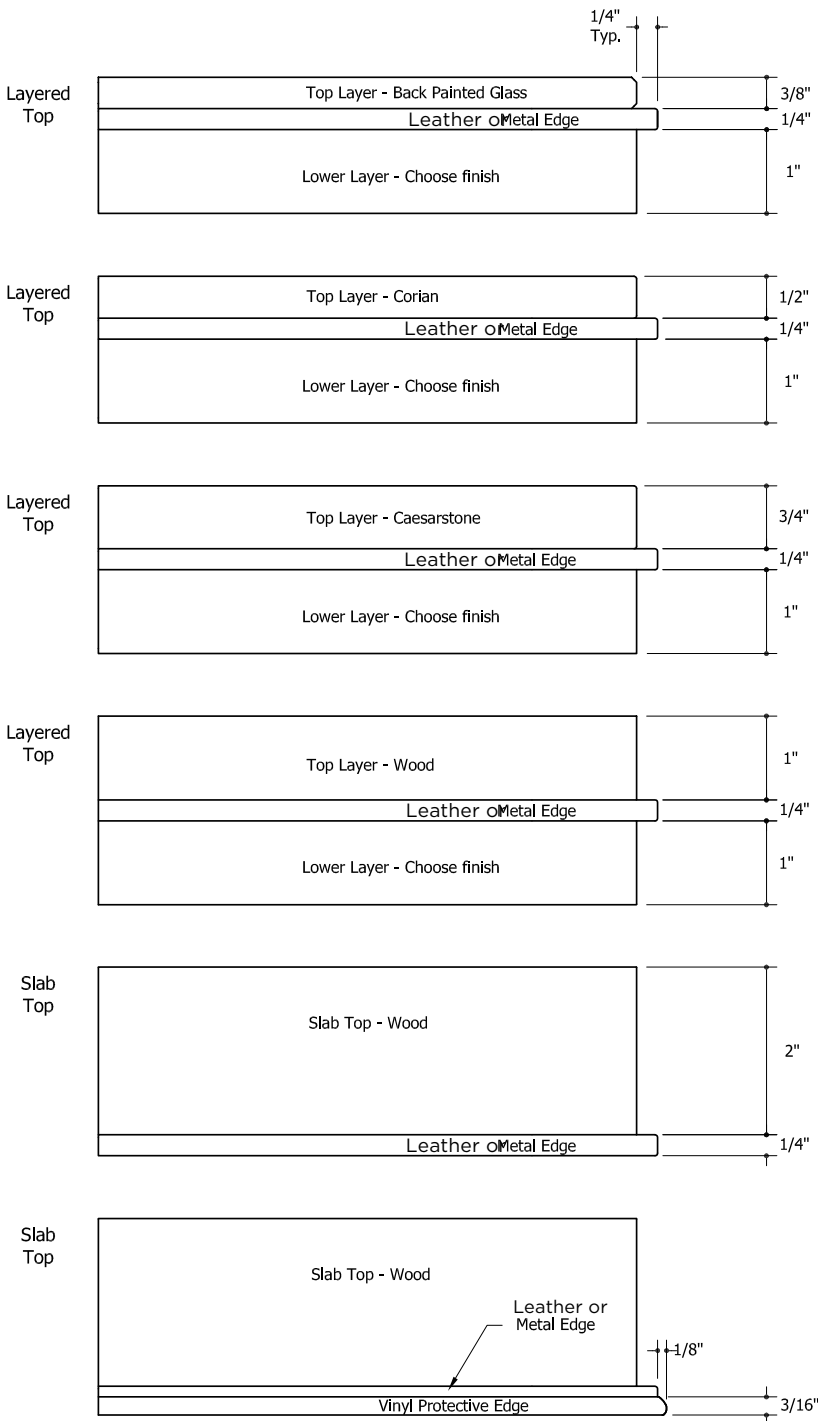 1/4"
Typ.
Layered
Top
Top Layer - Back Painted Glass
3/8"
Leather or Metal Edge
1/4"
Lower Layer - Choose finish
1"
Layered
Top
Top Layer - Corian
1/2"
Leather or Metal Edge
1/4"
Lower Layer - Choose finish
1"
Layered
Top
Top Layer - Caesarstone
3/4"
Leather or Metal Edge
1/4"
Lower Layer - Choose finish
1"
Layered
Top
Top Layer - Wood
1"
Leather or Metal Edge
1/4"
Lower Layer - Choose finish
1"
Slab
Top
Slab Top - Wood
2"
Leather or Metal Edge
1/4"
Slab
Top
Slab Top - Wood
Leather or
Metal Edge
1/8"
Vinyl Protective Edge
3/16"